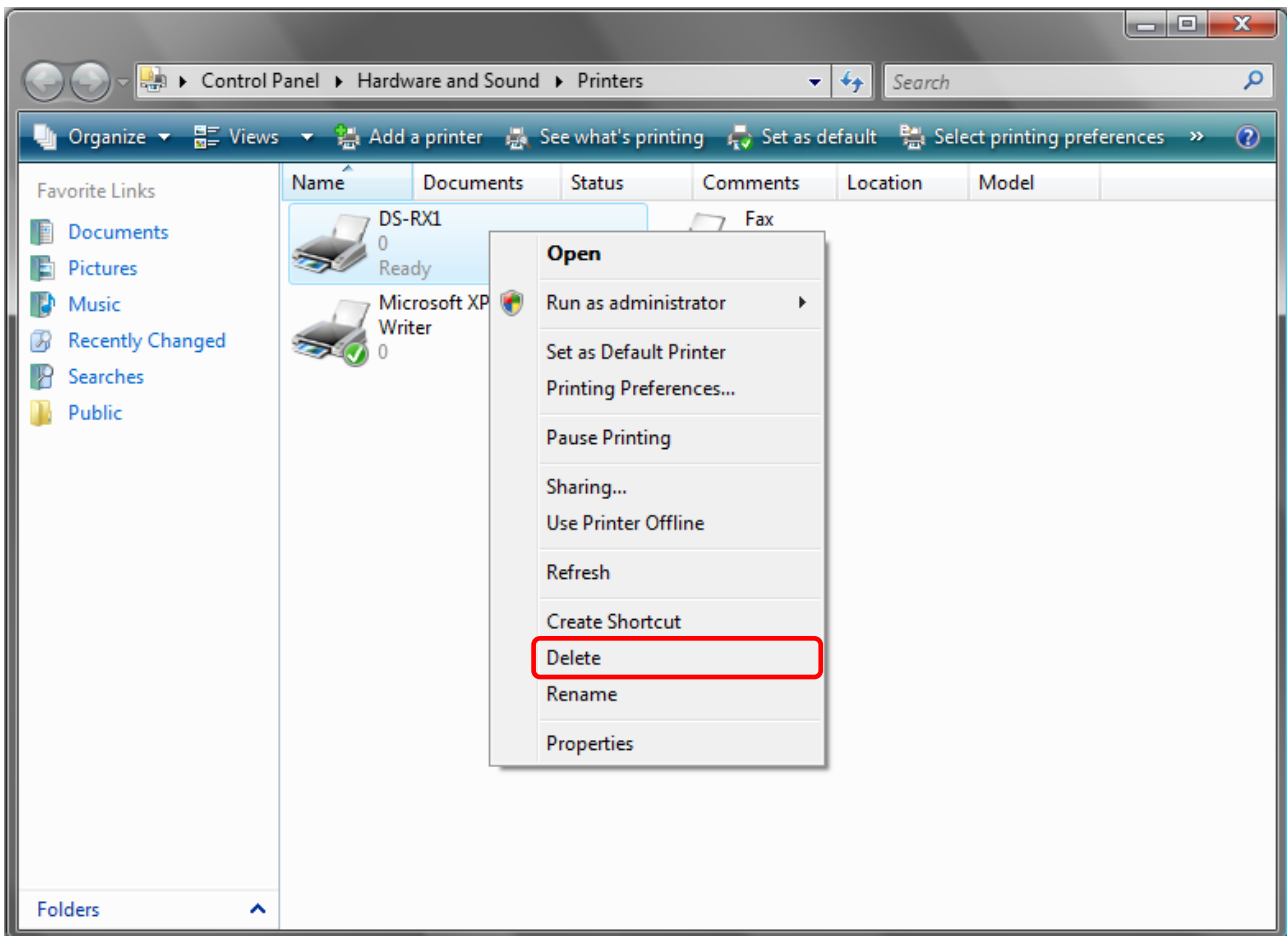 Control Panel Hardware and Sound Printers Search
Organize Views Add a printer See what's printing Set as default Select printing preferences » ?
Favorite Links
Documents
Pictures
Music
Recently Changed
Searches
Public
Folders
Name Documents Status Comments Location Model
DS-RX1
0
Ready
Fax
Microsoft XP
Writer
0
Open
Run as administrator
Set as Default Printer
Printing Preferences...
Pause Printing
Sharing...
Use Printer Offline
Refresh
Create Shortcut
Delete
Rename
Properties